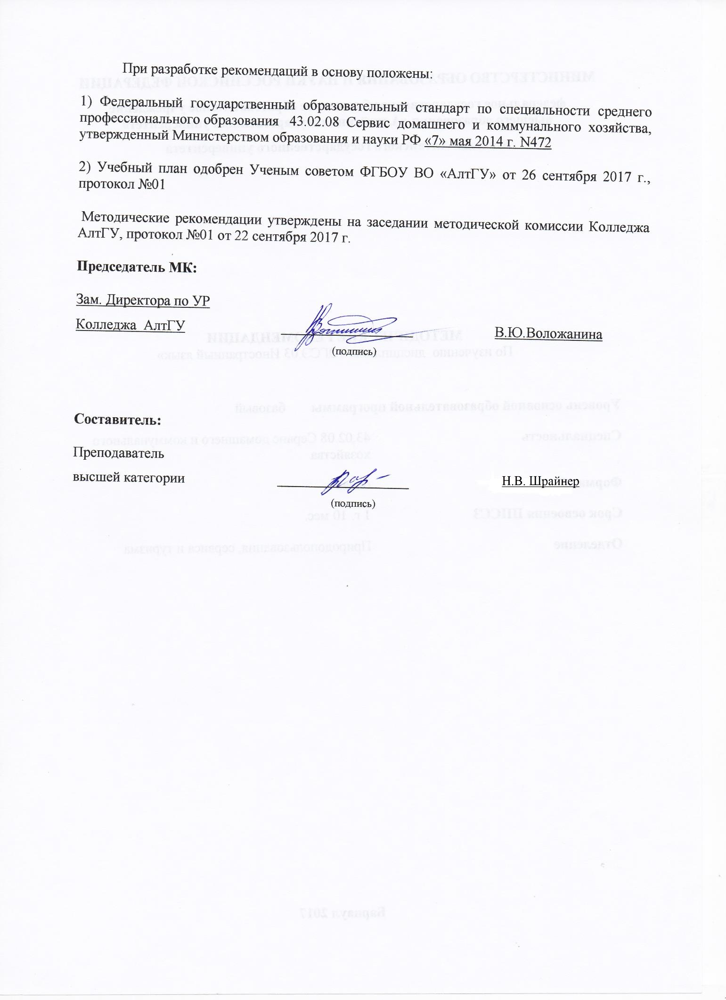 При разработке рекомендаций в основу положены:
1) Федеральный государственный образовательный стандарт по специальности среднего
профессионального образования 43.02.08 Сервис домашнего и коммунального хозяйства,
утвержденный Министерством образования и науки РФ «7» мая 2014 г. N472
2) Учебный план одобрен Ученым советом ФГБОУ ВО «АлтГУ» от 26 сентября 2017 г.,
протокол №01
Методические рекомендации утверждены на заседании методической комиссии Колледжа
АлтГУ, протокол №01 от 22 сентября 2017 г.
Председатель МК:
Зам. Директора по УР
Колледжа АлтГУ В.Ю.Воложанина
(подпись)
Составитель:
Преподаватель
высшей категории Н.В. Шрайнер
(подпись)